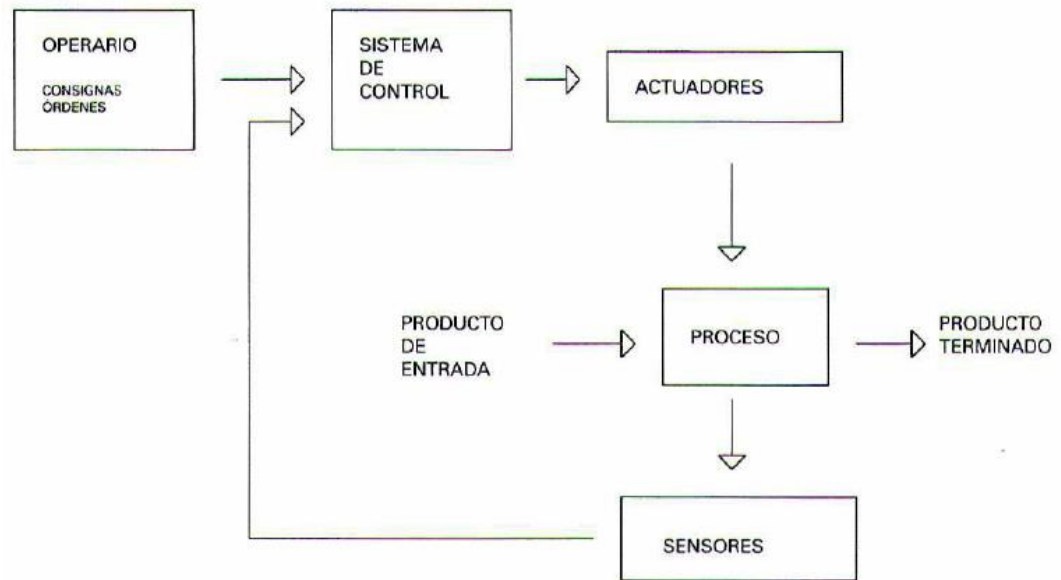 OPERARIO
CONSIGNAS
ÓRDENES
SISTEMA
DE
CONTROL
ACTUADORES
PRODUCTO
DE
ENTRADA
PROCESO
PRODUCTO
TERMINADO
SENSORES